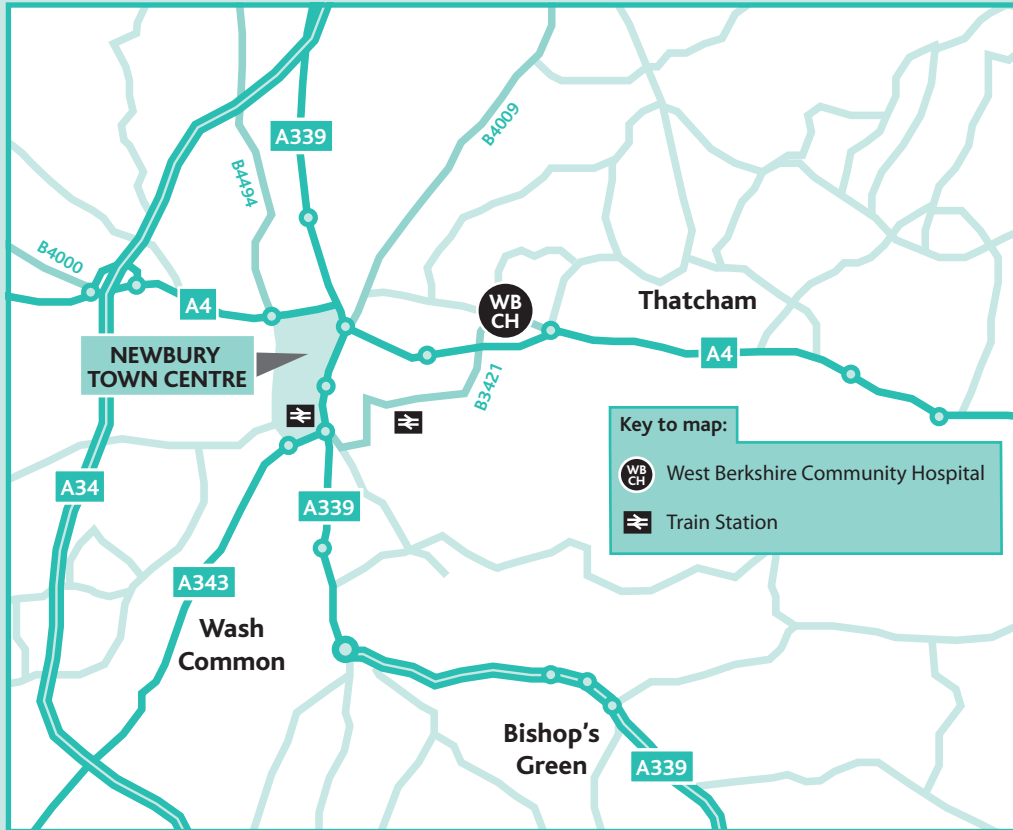 A339
B4009
B4494
B4000
A4
WB
CH
Thatcham
NEWBURY
TOWN CENTRE
A4
B3421
Key to map:
WB
CH
West Berkshire Community Hospital
Train Station
A34
A339
A343
Wash
Common
Bishop's
Green
A339